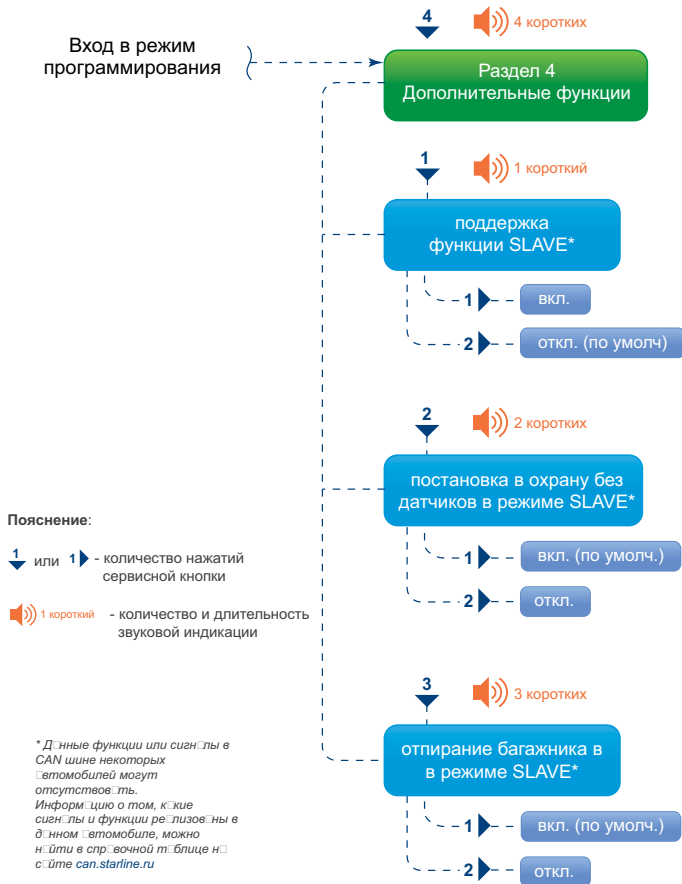 4
4 коротких
Вход в режим
программирования
Раздел 4
Дополнительные функции
1
1 короткий
поддержка
функции SLAVE*
1
вкл.
2
откл. (по умолч)
2
2 коротких
постановка в охрану без
датчиков в режиме SLAVE*
1
вкл. (по умолч.)
2
откл.
Пояснение:
1 или 1 - количество нажатий
сервисной кнопки
1 короткий - количество и длительность
звуковой индикации
3
3 коротких
отпирание багажника в
в режиме SLAVE*
1
вкл. (по умолч.)
2
откл.
* Д□нные функции или сигн□лы в
CAN шине некоторых
□втомобилей могут
отсутствов□ть.
Информ□цию о том, к□кие
сигн□лы и функции ре□лизов□ны в
д□нном □втомобиле, можно
н□йти в спр□вочной т□блице н□
с□йте can.starline.ru